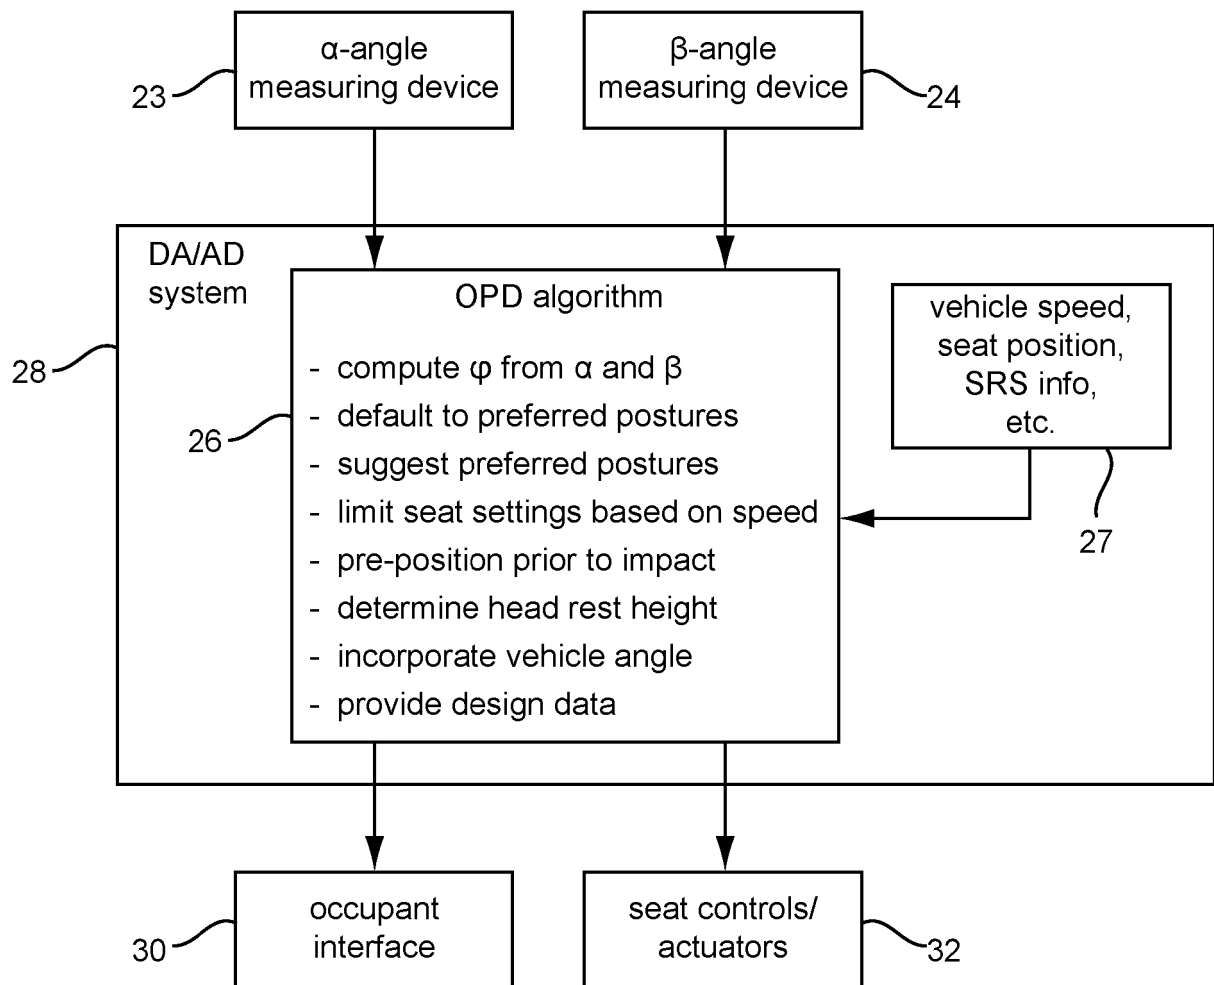 α-angle
measuring device
β-angle
measuring device
23
24
DA/AD
system
OPD algorithm
- compute φ from α and β
- default to preferred postures
- suggest preferred postures
- limit seat settings based on speed
- pre-position prior to impact
- determine head rest height
- incorporate vehicle angle
- provide design data
vehicle speed,
seat position,
SRS info,
etc.
28
26
27
occupant
interface
seat controls/
actuators
30
32